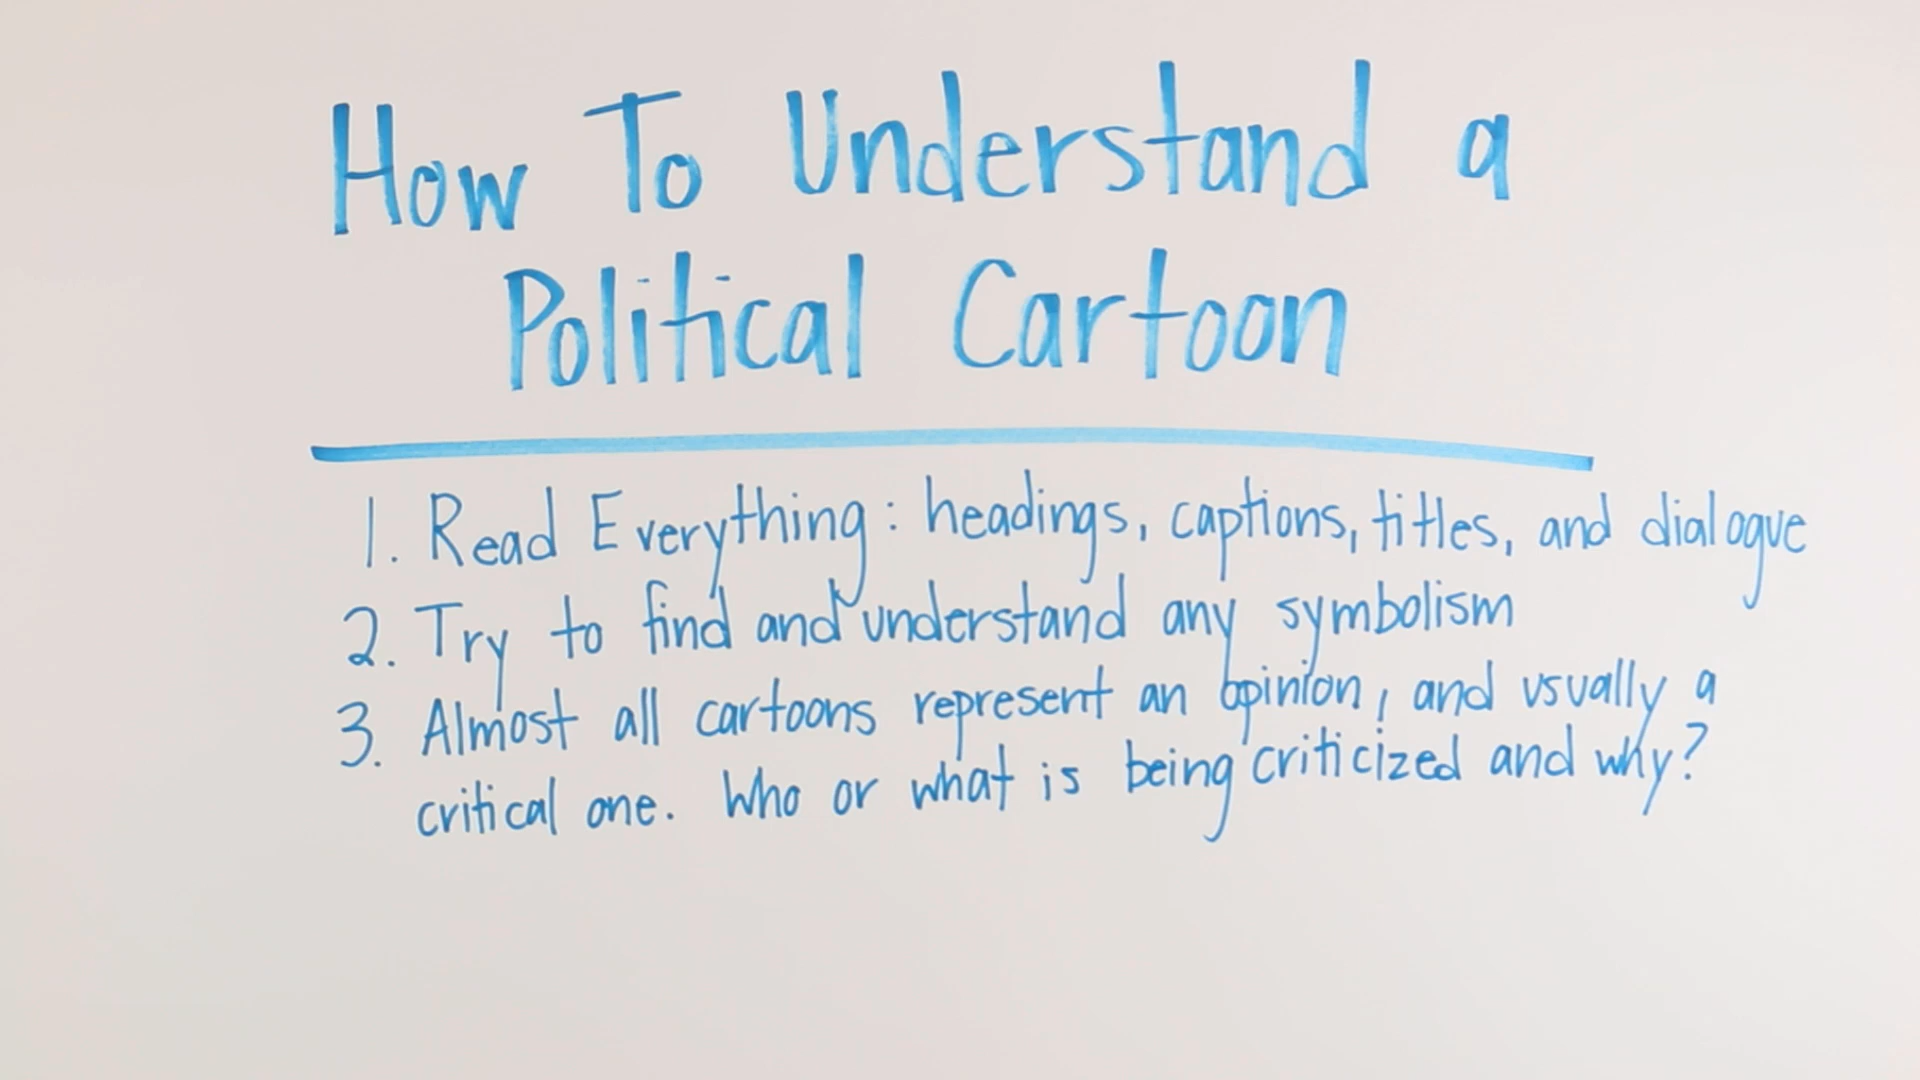 How To Understand a
Political Cartoon
1. Read Everything: headings, captions, titles, and dialogue
2. Try to find and understand any symbolism
3. Almost all cartoons represent an opinion, and usually a
critical one. Who or what is being criticized and why?